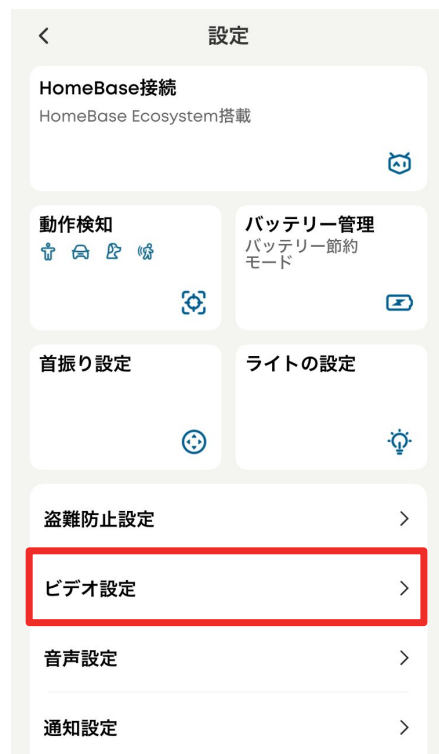 設定
HomeBase接続
HomeBase Ecosystem搭載
動作検知
バッテリー管理
バッテリー節約
モード
首振り設定
ライトの設定
盗難防止設定
ビデオ設定
音声設定
通知設定